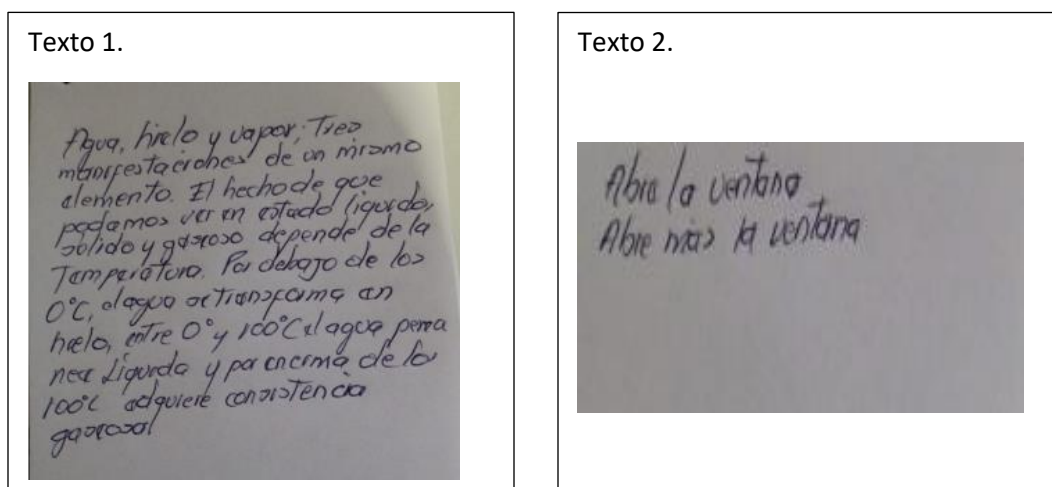 Texto 1.
Agua, hielo y vapor; Tres
manifestaciones de un mismo
elemento. El hecho de que
podamos ver en estado liquido,
solido y gaseoso depende de la
Temperatura. Por debajo de los
0°C, el agua se transforma en
hielo, entre 0° y 100°C el agua perma
nece Liquida y por encima de los
100°C adquiere consistencia
gaseosa
Texto 2.
Abre la ventana
Abre más la ventana